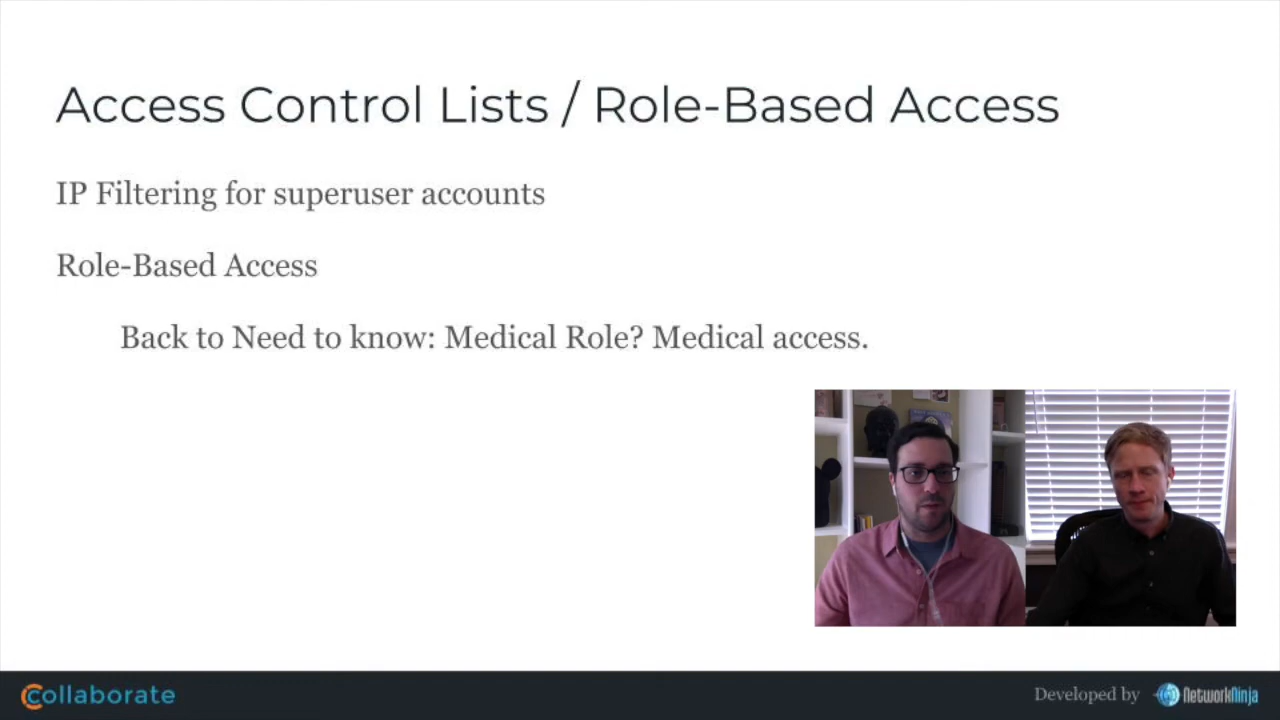 Access Control Lists / Role-Based Access
IP Filtering for superuser accounts
Role-Based Access
Back to Need to know: Medical Role? Medical access.
collaborate
Developed by NetworkNinja